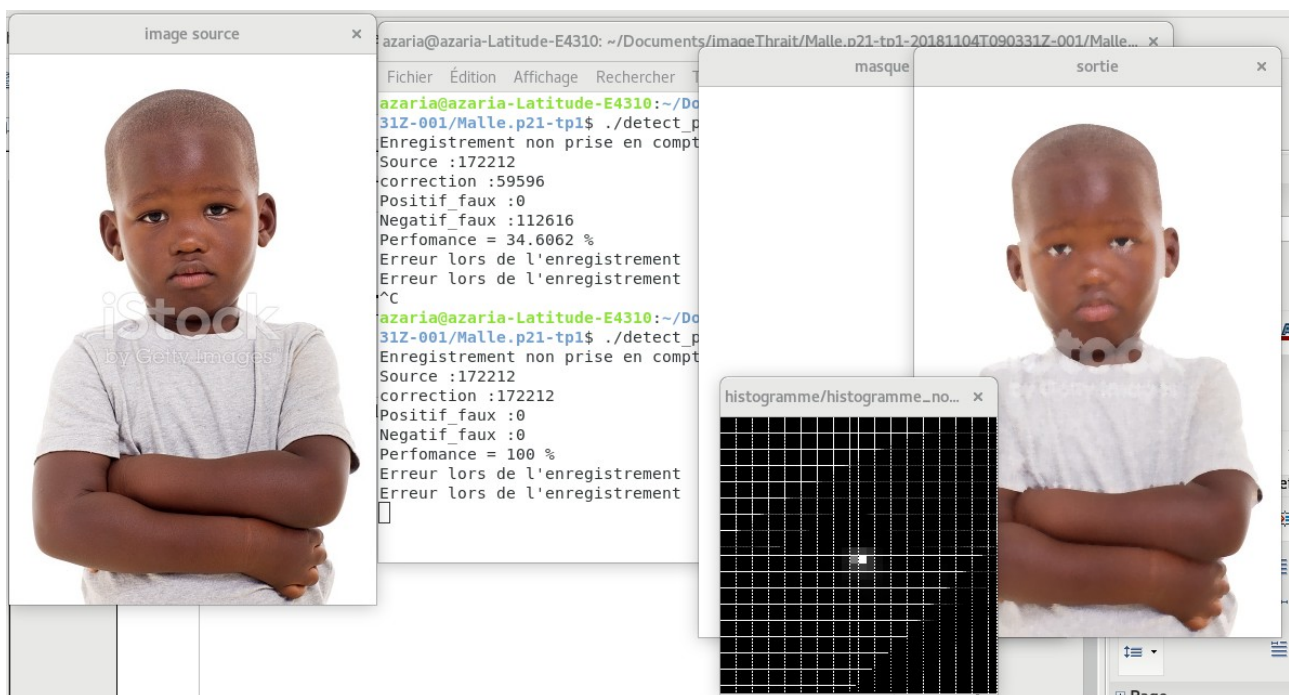 image source
azaria@azaria-Latitude-E4310: ~/Documents/imageThrait/Malle.p21-tp1-20181104T090331Z-001/Malle...
masque
sortie
Fichier Édition Affichage Rechercher T
azaria@azaria-Latitude-E4310:~/Do
31Z-001/Malle.p21-tp1$ ./detect_p
Enregistrement non prise en compt
Source :172212
correction :59596
Positif_faux :0
Negatif_faux :112616
Perfomance = 34.6062 %
Erreur lors de l'enregistrement
Erreur lors de l'enregistrement
^C
azaria@azaria-Latitude-E4310:~/Do
31Z-001/Malle.p21-tp1$ ./detect_p
Enregistrement non prise en compt
Source :172212
correction :172212
Positif_faux :0
Negatif_faux :0
Perfomance = 100 %
Erreur lors de l'enregistrement
Erreur lors de l'enregistrement
iStock
by Getty Images
by Getty Images
histogramme/histogramme_no...